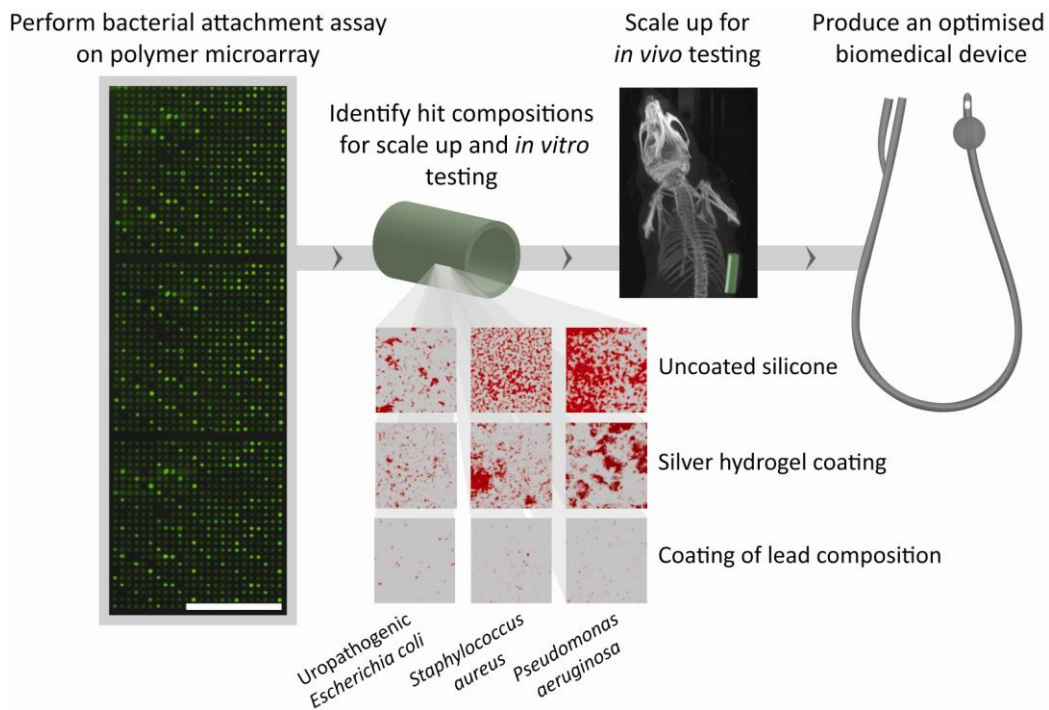 Perform bacterial attachment assay
on polymer microarray
Identify hit compositions
for scale up and in vitro
testing
Scale up for
in vivo testing
Produce an optimised
biomedical device
Uncoated silicone
Silver hydrogel coating
Coating of lead composition
Uropathogenic
Escherichia coli
Staphylococcus
aureus
Pseudomonas
aeruginosa